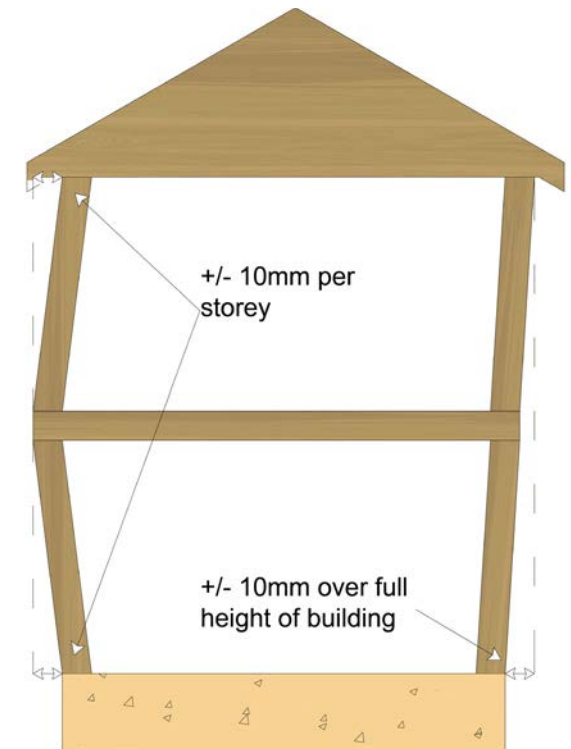 +/- 10mm per
storey
+/- 10mm over full
height of building